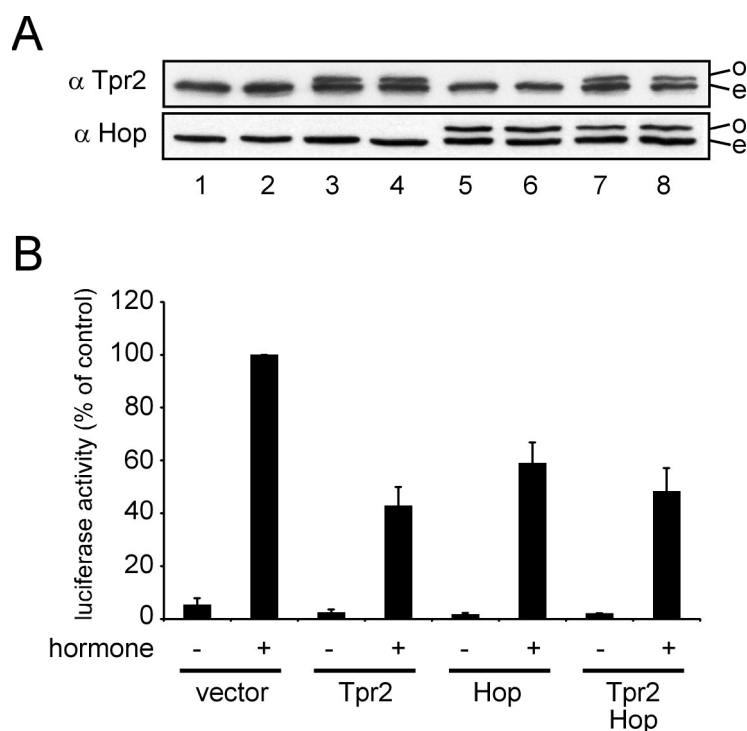 A
α Tpr2
o
e
α Hop
o
e
1 2 3 4 5 6 7 8
B
luciferase activity (% of control)
120
100
80
60
40
20
0
hormone - + - + - + - +
vector Tpr2 Hop Tpr2
Hop